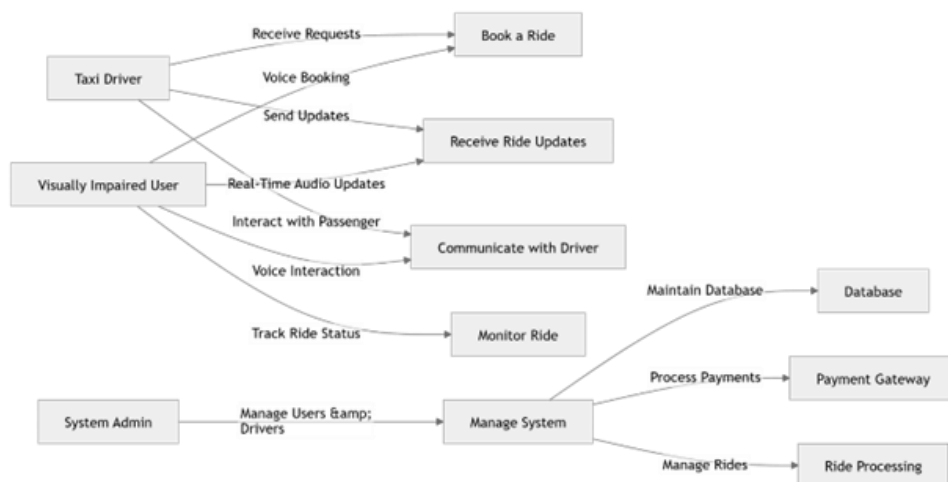 Receive Requests
Book a Ride
Taxi Driver
Voice Booking
Send Updates
Receive Ride Updates
Visually Impaired User
Real-Time Audio Updates
Interact with Passenger
Communicate with Driver
Voice Interaction
Maintain Database
Database
Track Ride Status
Monitor Ride
Process Payments
Payment Gateway
System Admin
Manage Users &amp;
Drivers
Manage System
Manage Rides
Ride Processing